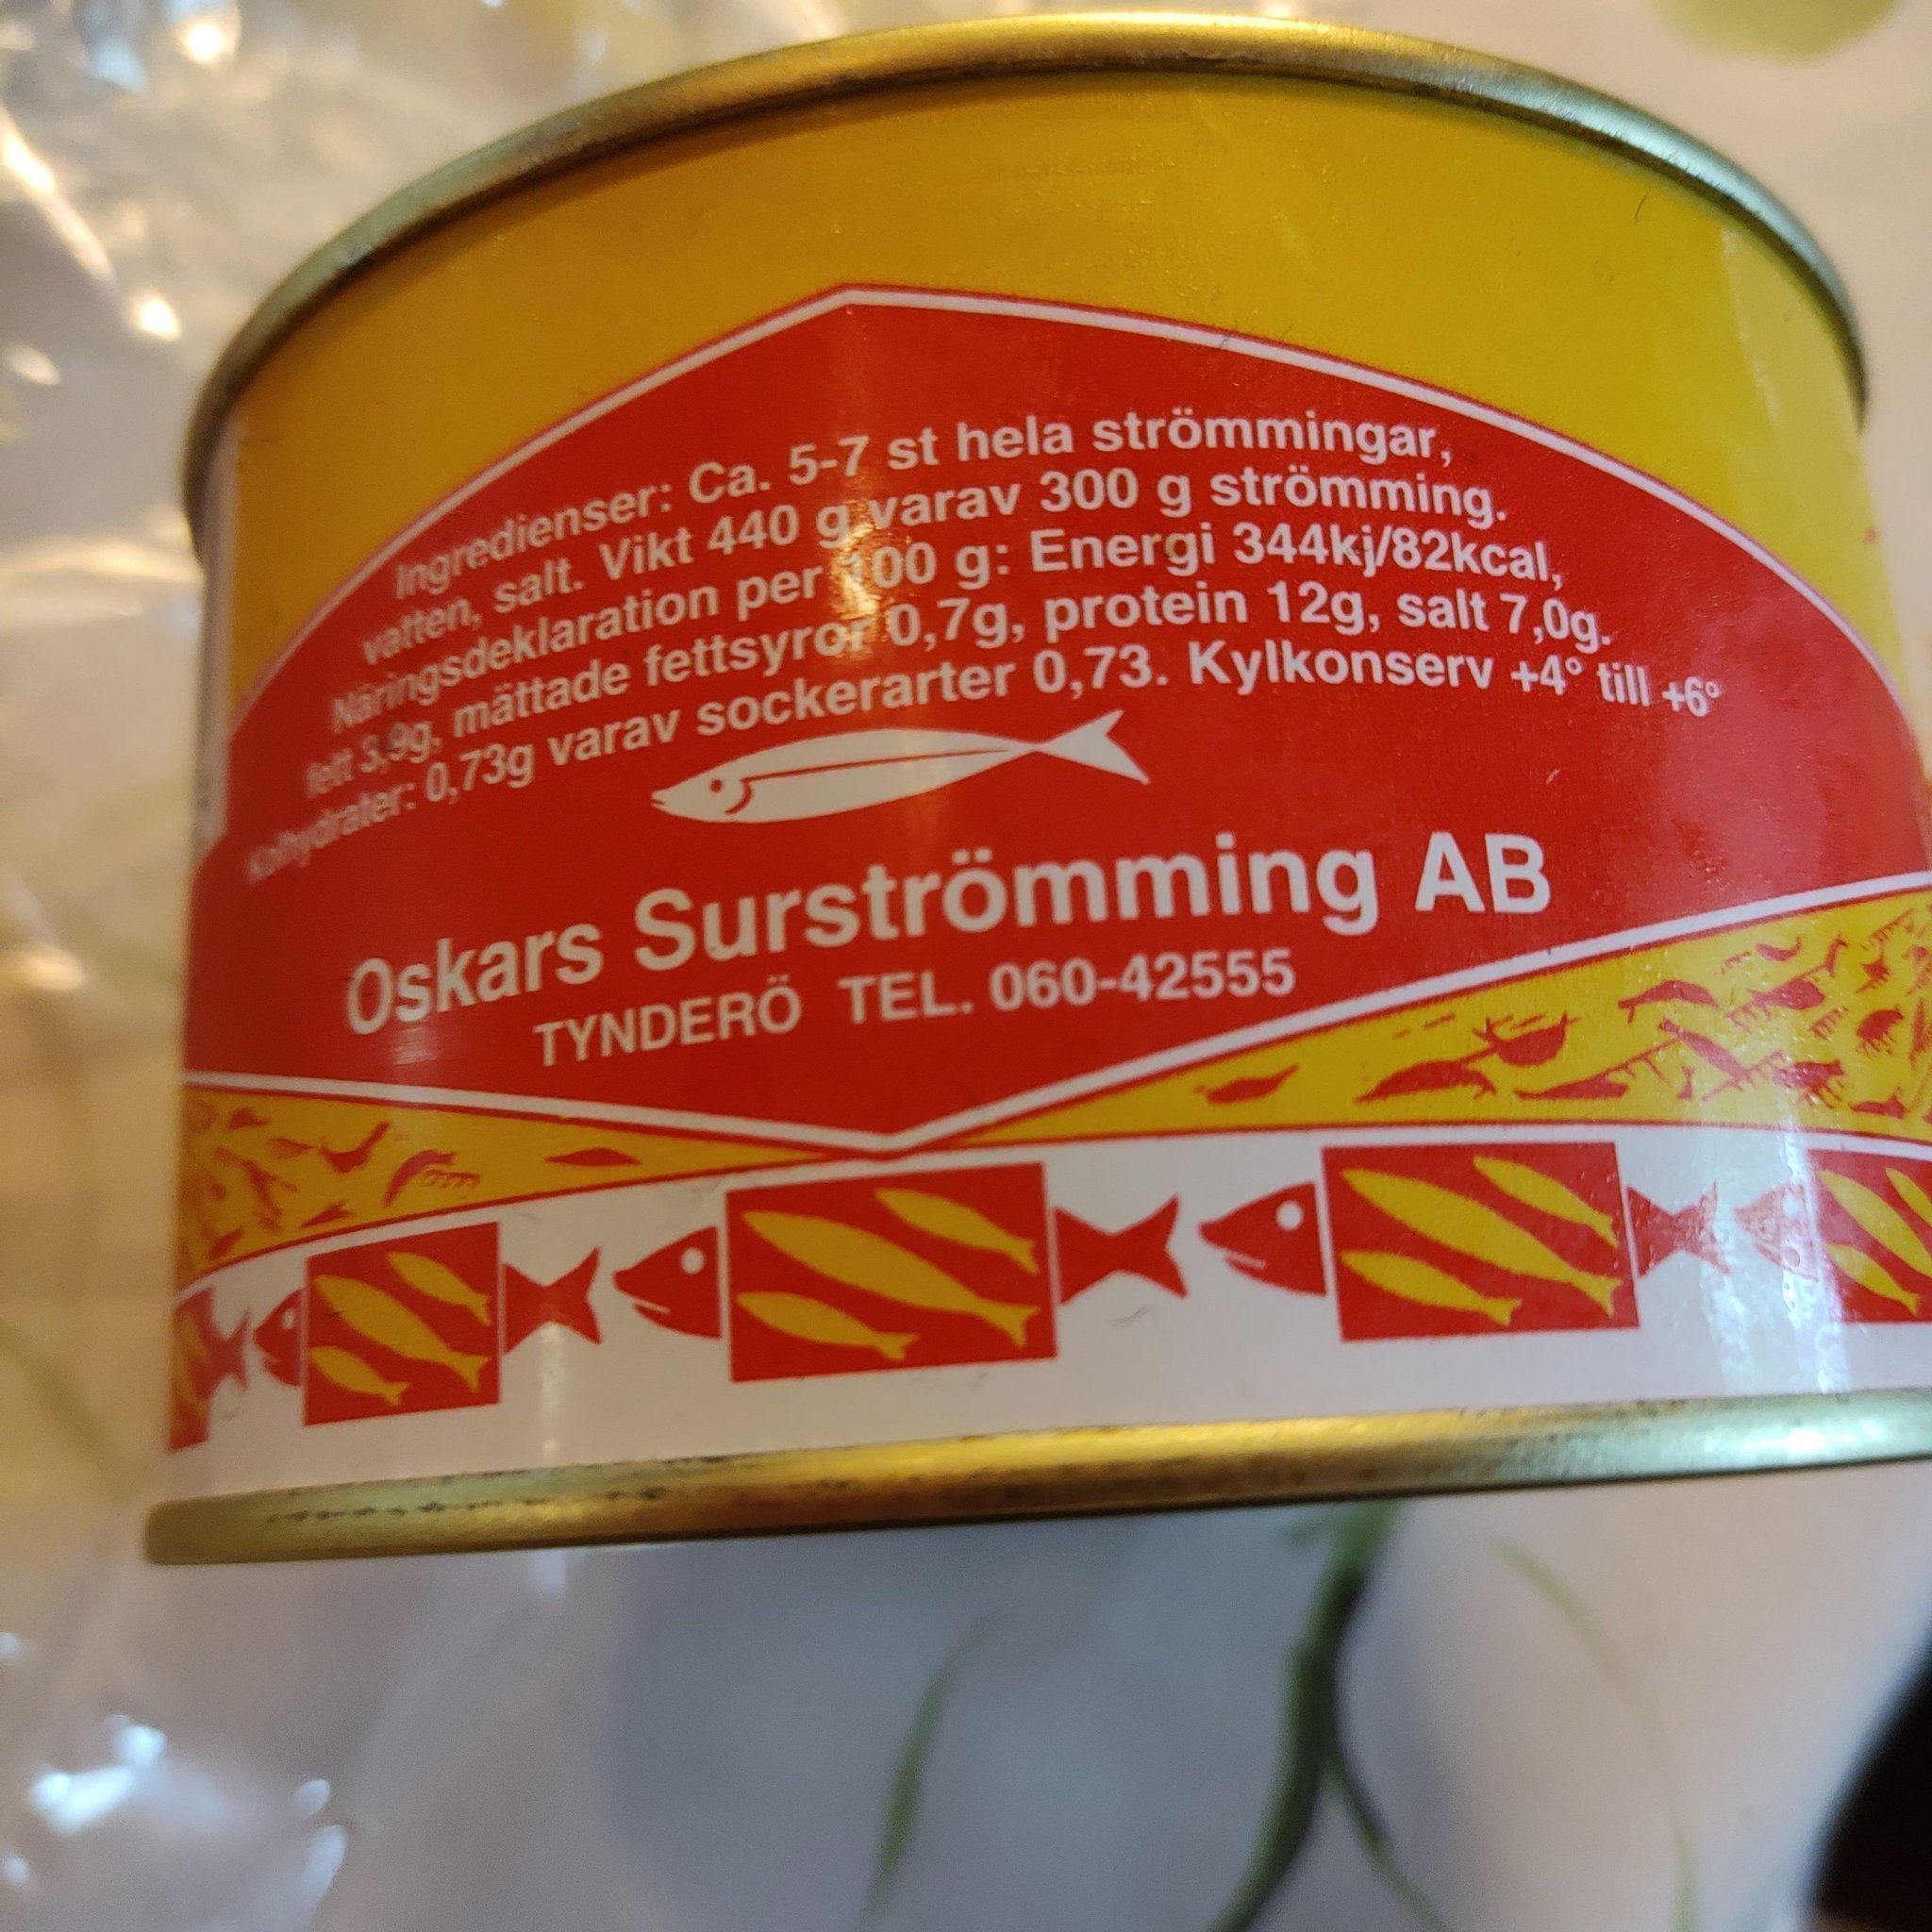 Ingredienser: Ca. 5-7 st hela strömmingar,
vatten, salt. Vikt 440 g varav 300 g strömming.
Näringsdeklaration per 100 g: Energi 344kj/82kcal,
fett 3,9g, mättade fettsyror 0,7g, protein 12g, salt 7,0g.
Kolhydrater: 0,73g varav sockerarter 0,73. Kylkonserv +4° till +6°
Oskars Surströmming AB
TYNDERÖ TEL. 060-42555